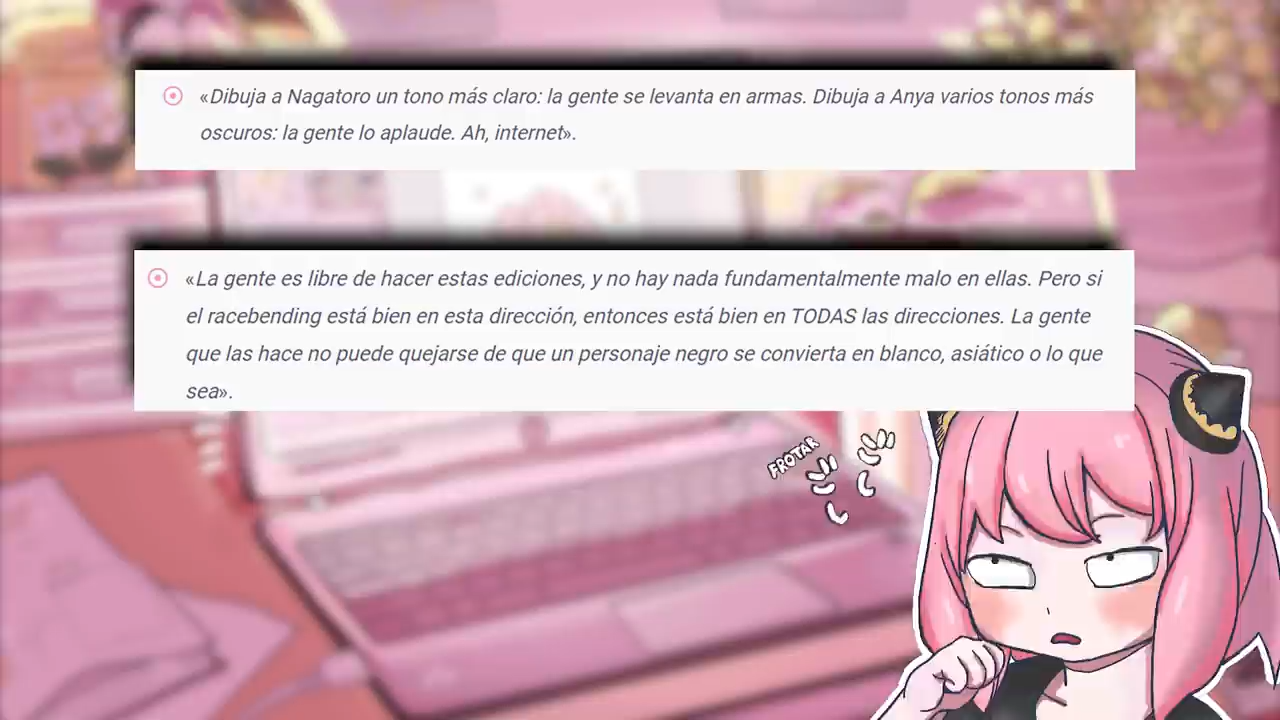 «Dibuja a Nagatoro un tono más claro: la gente se levanta en armas. Dibuja a Anya varios tonos más
oscuros: la gente lo aplaude. Ah, internet».
«La gente es libre de hacer estas ediciones, y no hay nada fundamentalmente malo en ellas. Pero si
el racebending está bien en esta dirección, entonces está bien en TODAS las direcciones. La gente
que las hace no puede quejarse de que un personaje negro se convierta en blanco, asiático o lo que
sea».
FROTAR